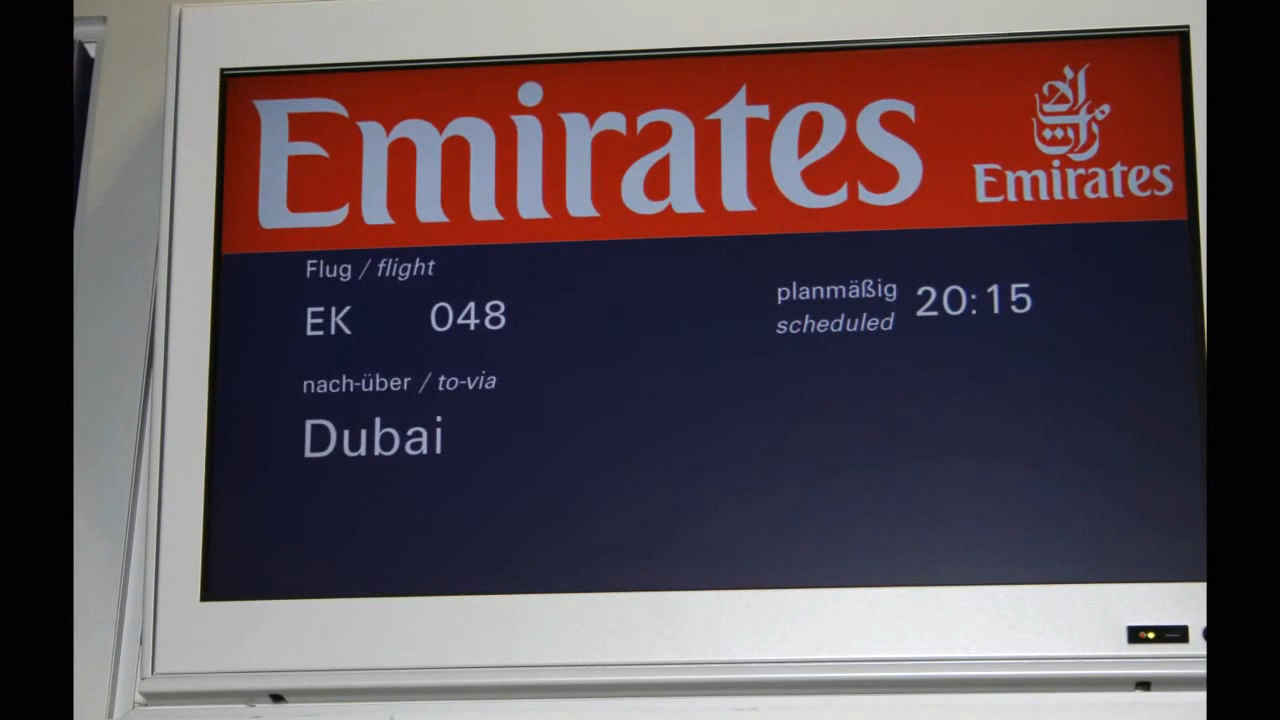 Emirates
Emirates
Flug / flight
EK 048
planmäßig 20:15
scheduled
nach-über / to-via
Dubai